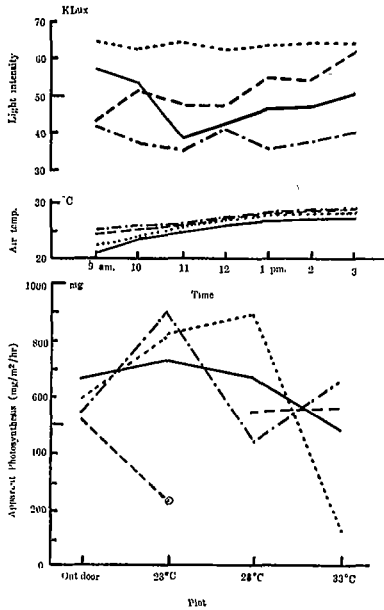 KLux
70
60
50
40
30
Light intensity
°C
30
20
Air temp.
9 am. 10 11 12 1 pm. 2 3
Time
1000 mg
800
600
400
200
0
Apparent Photosynthesis (mg/m²/hr)
Out door 23°C 28°C 33°C
Plot